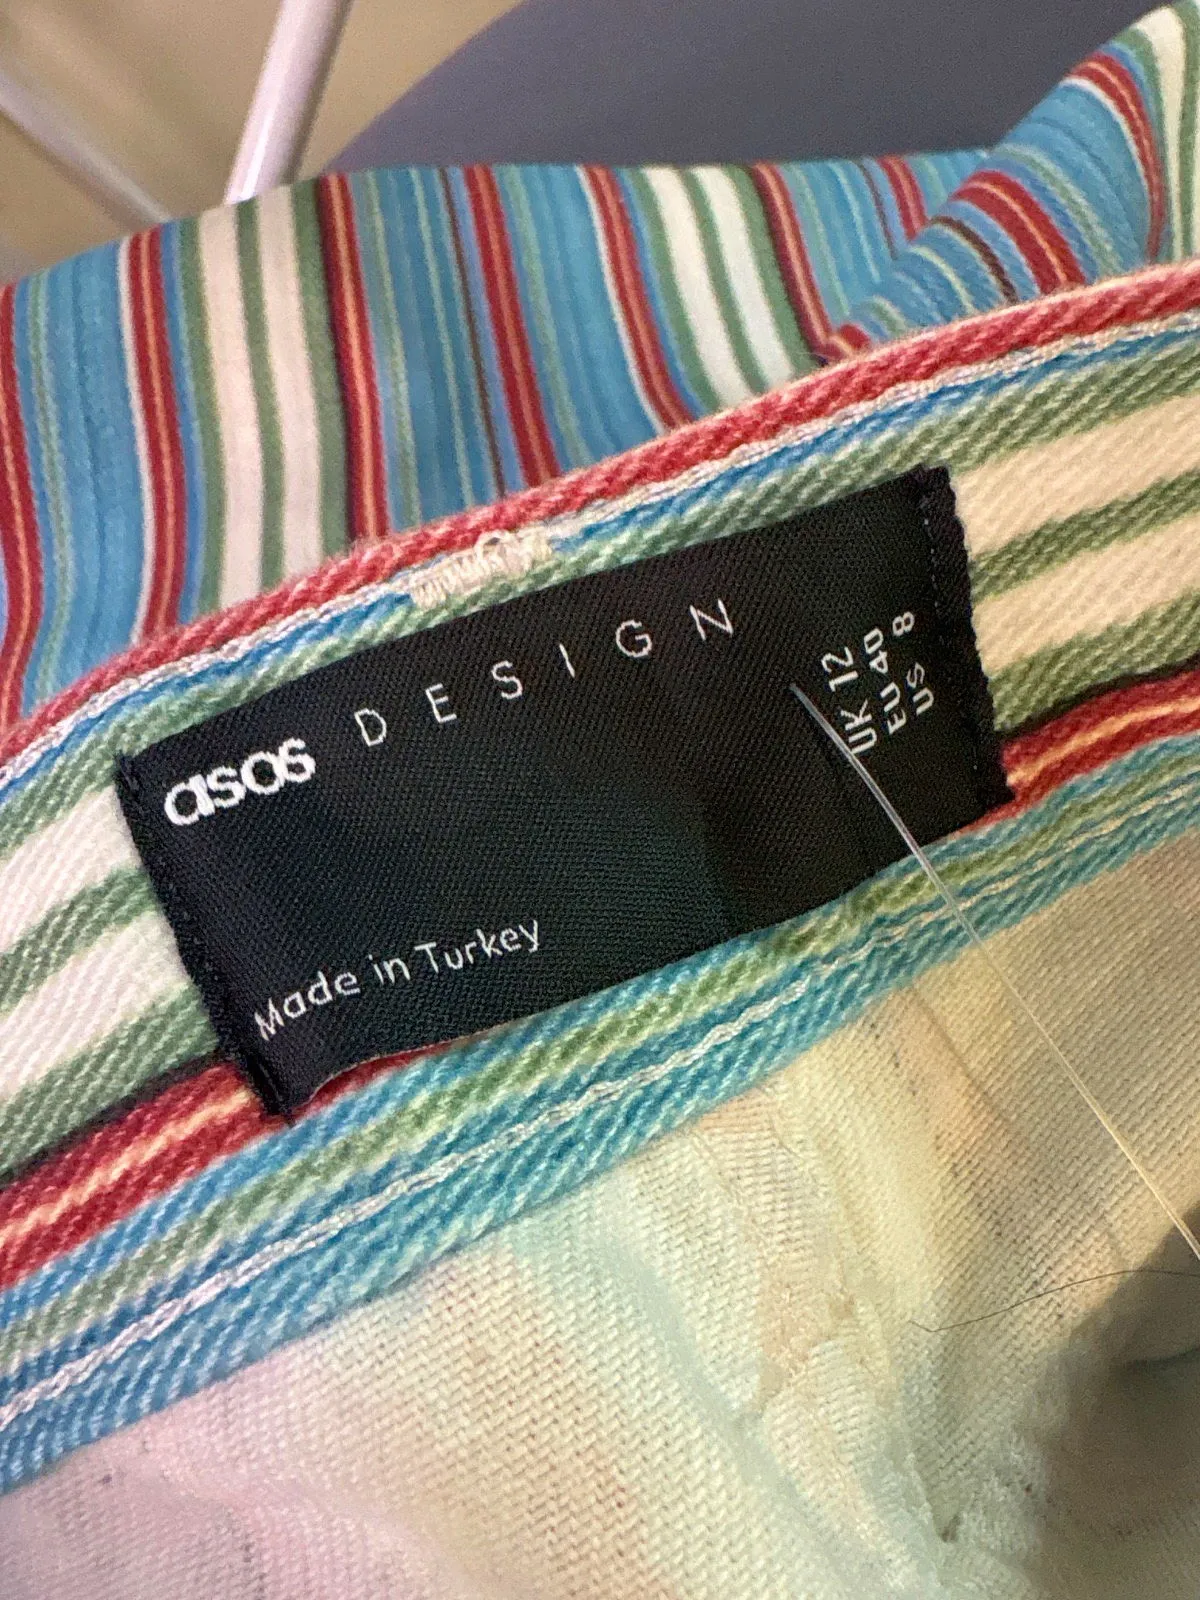 asos DESIGN
UK 12
EU 40
US 8
Made in Turkey